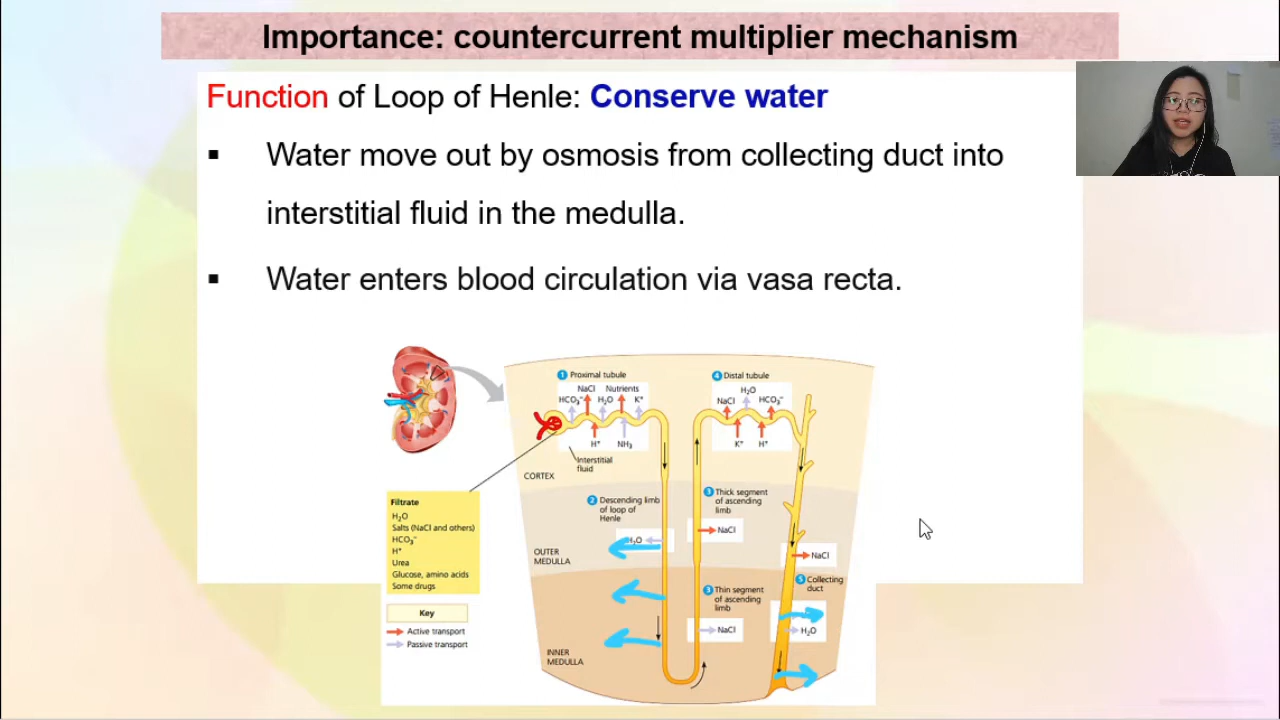 Importance: countercurrent multiplier mechanism
Function of Loop of Henle: Conserve water
▪ Water move out by osmosis from collecting duct into
interstitial fluid in the medulla.
▪ Water enters blood circulation via vasa recta.
1 Proximal tubule
NaCl Nutrients
HCO₃⁻ H₂O K⁺
H⁺ NH₃
Interstitial
fluid
CORTEX
4 Distal tubule
H₂O
NaCl HCO₃⁻
K⁺ H⁺
Filtrate
H₂O
Salts (NaCl and others)
HCO₃⁻
H⁺
Urea
Glucose, amino acids
Some drugs
Key
Active transport
Passive transport
2 Descending limb
of loop of
Henle
H₂O
OUTER
MEDULLA
3 Thick segment
of ascending
limb
NaCl
NaCl
5 Collecting
duct
3 Thin segment
of ascending
limb
NaCl
H₂O
INNER
MEDULLA